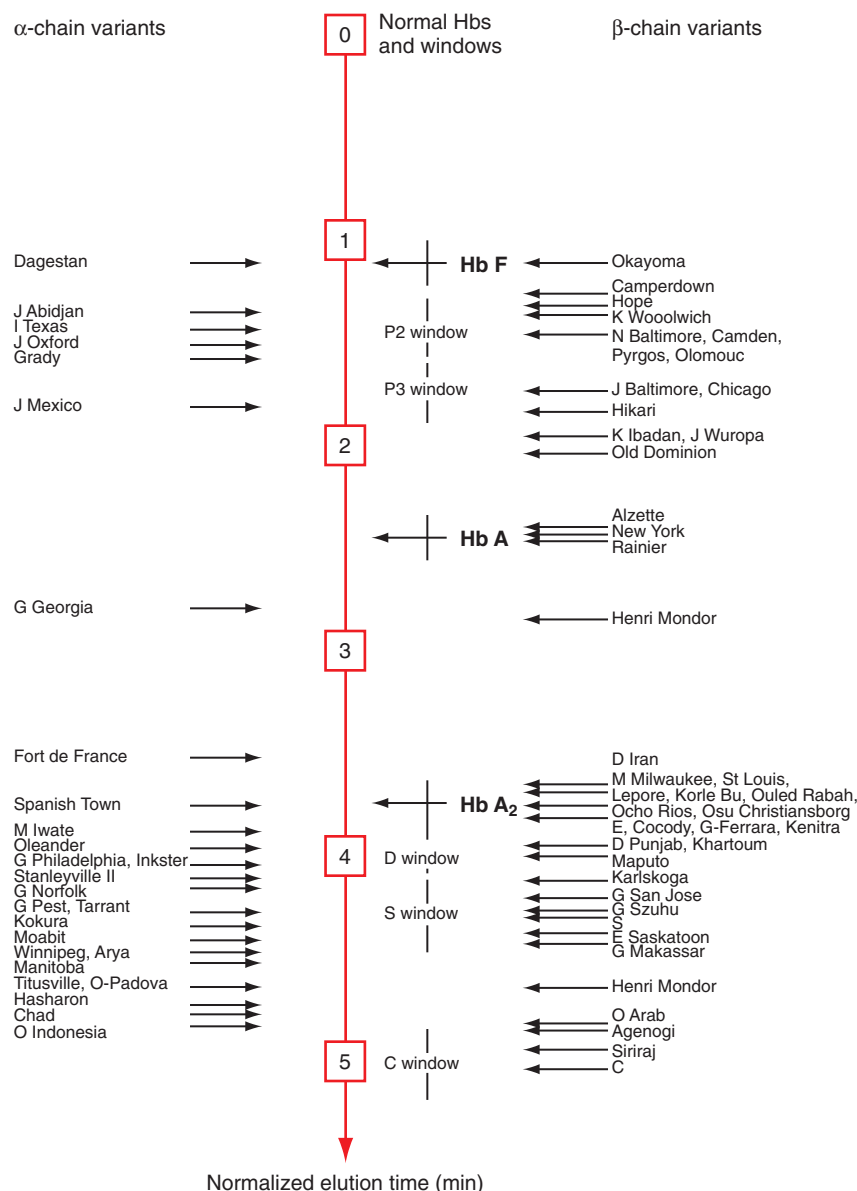 α-chain variants
Normal Hbs
and windows
β-chain variants
0
1
2
3
4
5
Dagestan
J Abidjan
I Texas
J Oxford
Grady
J Mexico
G Georgia
Fort de France
Spanish Town
M Iwate
Oleander
G Philadelphia, Inkster
Stanleyville II
G Norfolk
G Pest, Tarrant
Kokura
Moabit
Winnipeg, Arya
Manitoba
Titusville, O-Padova
Hasharon
Chad
O Indonesia
Hb F
P2 window
P3 window
Hb A
Hb A₂
D window
S window
C window
Okayoma
Camperdown
Hope
K Wooolwich
N Baltimore, Camden,
Pyrgos, Olomouc
J Baltimore, Chicago
Hikari
K Ibadan, J Wuropa
Old Dominion
Alzette
New York
Rainier
Henri Mondor
D Iran
M Milwaukee, St Louis,
Lepore, Korle Bu, Ouled Rabah,
Ocho Rios, Osu Christiansborg
E, Cocody, G-Ferrara, Kenitra
D Punjab, Khartoum
Maputo
Karlskoga
G San Jose
G Szuhu
S
E Saskatoon
G Makassar
Henri Mondor
O Arab
Agenogi
Siriraj
C
Normalized elution time (min)